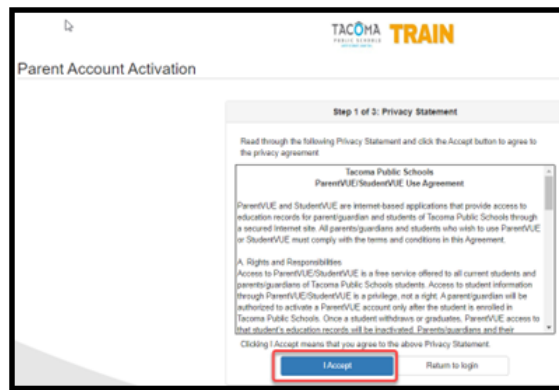 TACOMA TRAIN
PUBLIC SCHOOLS
Parent Account Activation
Step 1 of 3: Privacy Statement
Read through the following Privacy Statement and click the Accept button to agree to
the privacy agreement
Tacoma Public Schools
ParentVUE/StudentVUE Use Agreement
ParentVUE and StudentVUE are internet-based applications that provide access to
education records for parent/guardian and students of Tacoma Public Schools through
a secured Internet site. All parents/guardians and students who wish to use ParentVUE
or StudentVUE must comply with the terms and conditions in this Agreement.
A. Rights and Responsibilities
Access to ParentVUE/StudentVUE is a free service offered to all current students and
parents/guardians of Tacoma Public Schools students. Access to student information
through ParentVUE/StudentVUE is a privilege, not a right. A parent/guardian will be
authorized to activate a ParentVUE account only after the student is enrolled in
Tacoma Public Schools. Once a student withdraws or graduates, ParentVUE access to
that student's education records will be inactivated. Parents/guardians and their
Clicking I Accept means that you agree to the above Privacy Statement.
I Accept
Return to login